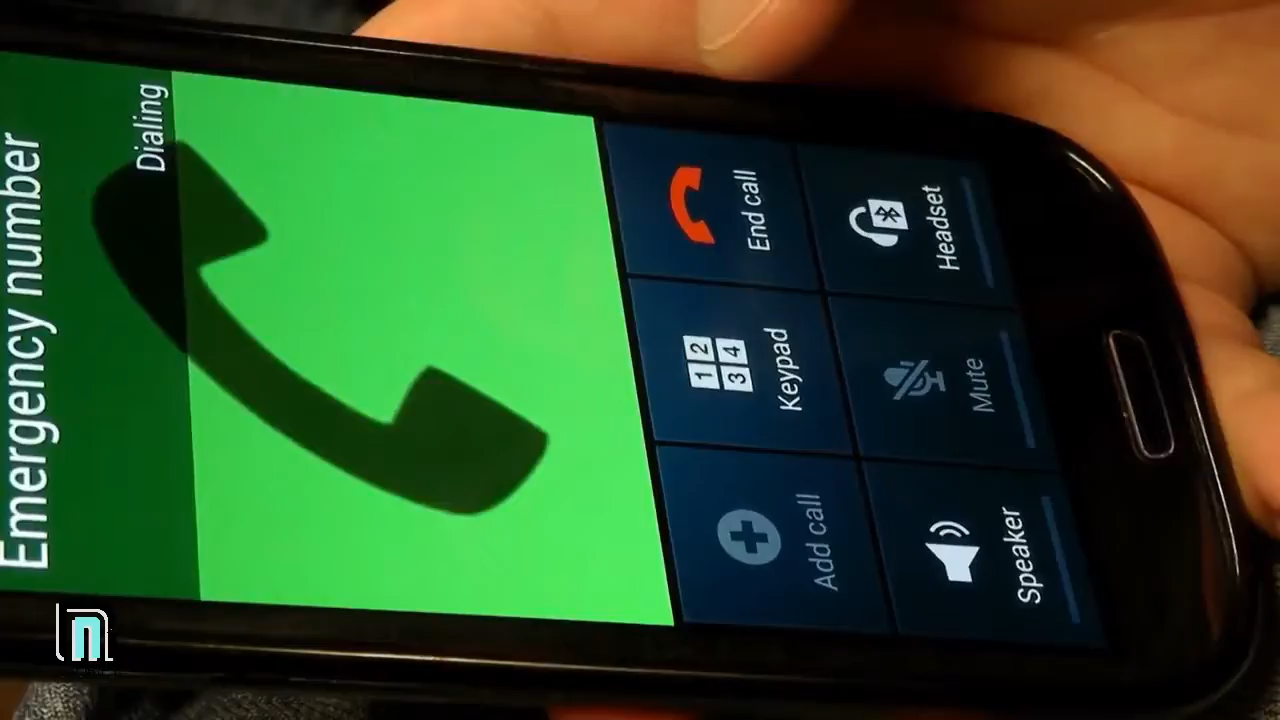 Emergency number
Dialing
Add call
1 2
3 4
Keypad
End call
Speaker
Mute
Headset
n